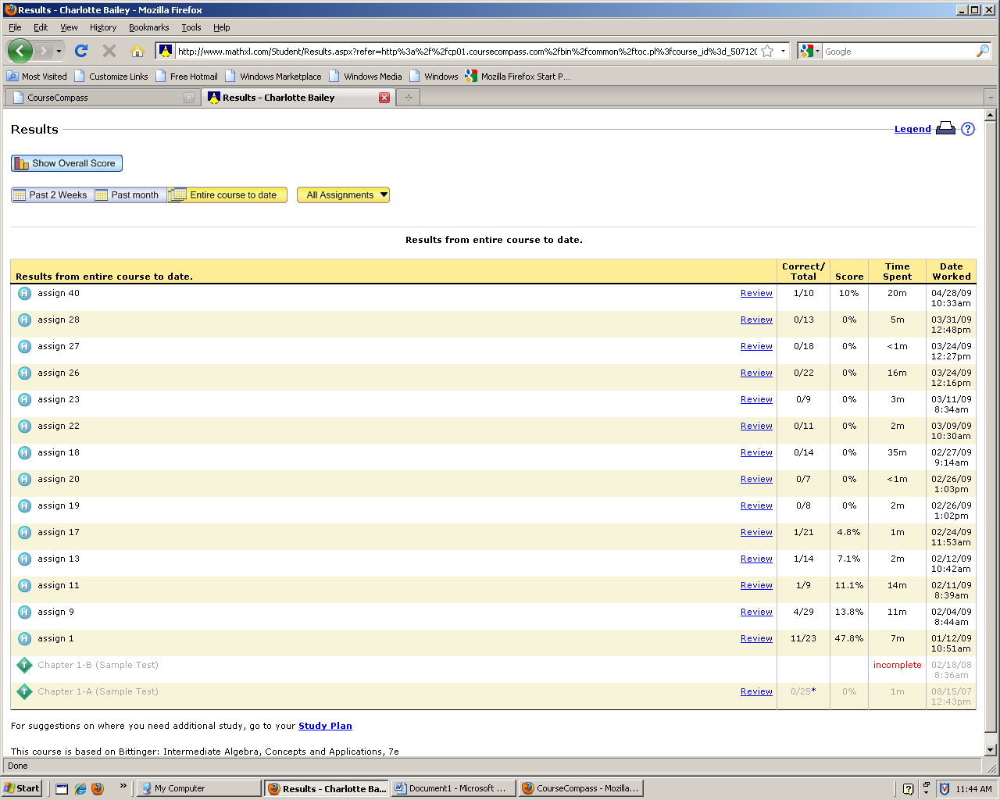 Results - Charlotte Bailey - Mozilla Firefox
File Edit View History Bookmarks Tools Help
http://www.mathxl.com/Student/Results.aspx?refer=http%3a%2f%2fcp01.coursecompass.com%2fbin%2fcommon%2ftoc.pl%3fcourse_id%3d_507120 Google
Most Visited Customize Links Free Hotmail Windows Marketplace Windows Media Windows Mozilla Firefox Start P...
CourseCompass Results - Charlotte Bailey
Results Legend ?
Show Overall Score
Past 2 Weeks Past month Entire course to date All Assignments
Results from entire course to date.
Results from entire course to date. Correct/ Total Score Time Spent Date Worked
H assign 40 Review 1/10 10% 20m 04/28/09 10:33am
H assign 28 Review 0/13 0% 5m 03/31/09 12:48pm
H assign 27 Review 0/18 0% <1m 03/24/09 12:27pm
H assign 26 Review 0/22 0% 16m 03/24/09 12:16pm
H assign 23 Review 0/9 0% 3m 03/11/09 8:34am
H assign 22 Review 0/11 0% 2m 03/09/09 10:30am
H assign 18 Review 0/14 0% 35m 02/27/09 9:14am
H assign 20 Review 0/7 0% <1m 02/26/09 1:03pm
H assign 19 Review 0/8 0% 2m 02/26/09 1:02pm
H assign 17 Review 1/21 4.8% 1m 02/24/09 11:53am
H assign 13 Review 1/14 7.1% 2m 02/12/09 10:42am
H assign 11 Review 1/9 11.1% 14m 02/11/09 8:39am
H assign 9 Review 4/29 13.8% 11m 02/04/09 8:44am
H assign 1 Review 11/23 47.8% 7m 01/12/09 10:51am
T Chapter 1-B (Sample Test) incomplete 02/18/08 8:36am
T Chapter 1-A (Sample Test) Review 0/25* 0% 1m 08/15/07 12:43pm
For suggestions on where you need additional study, go to your Study Plan
This course is based on Bittinger: Intermediate Algebra, Concepts and Applications, 7e
Done
Start » My Computer Results - Charlotte Ba... Document1 - Microsoft ... CourseCompass - Mozilla... 11:44 AM